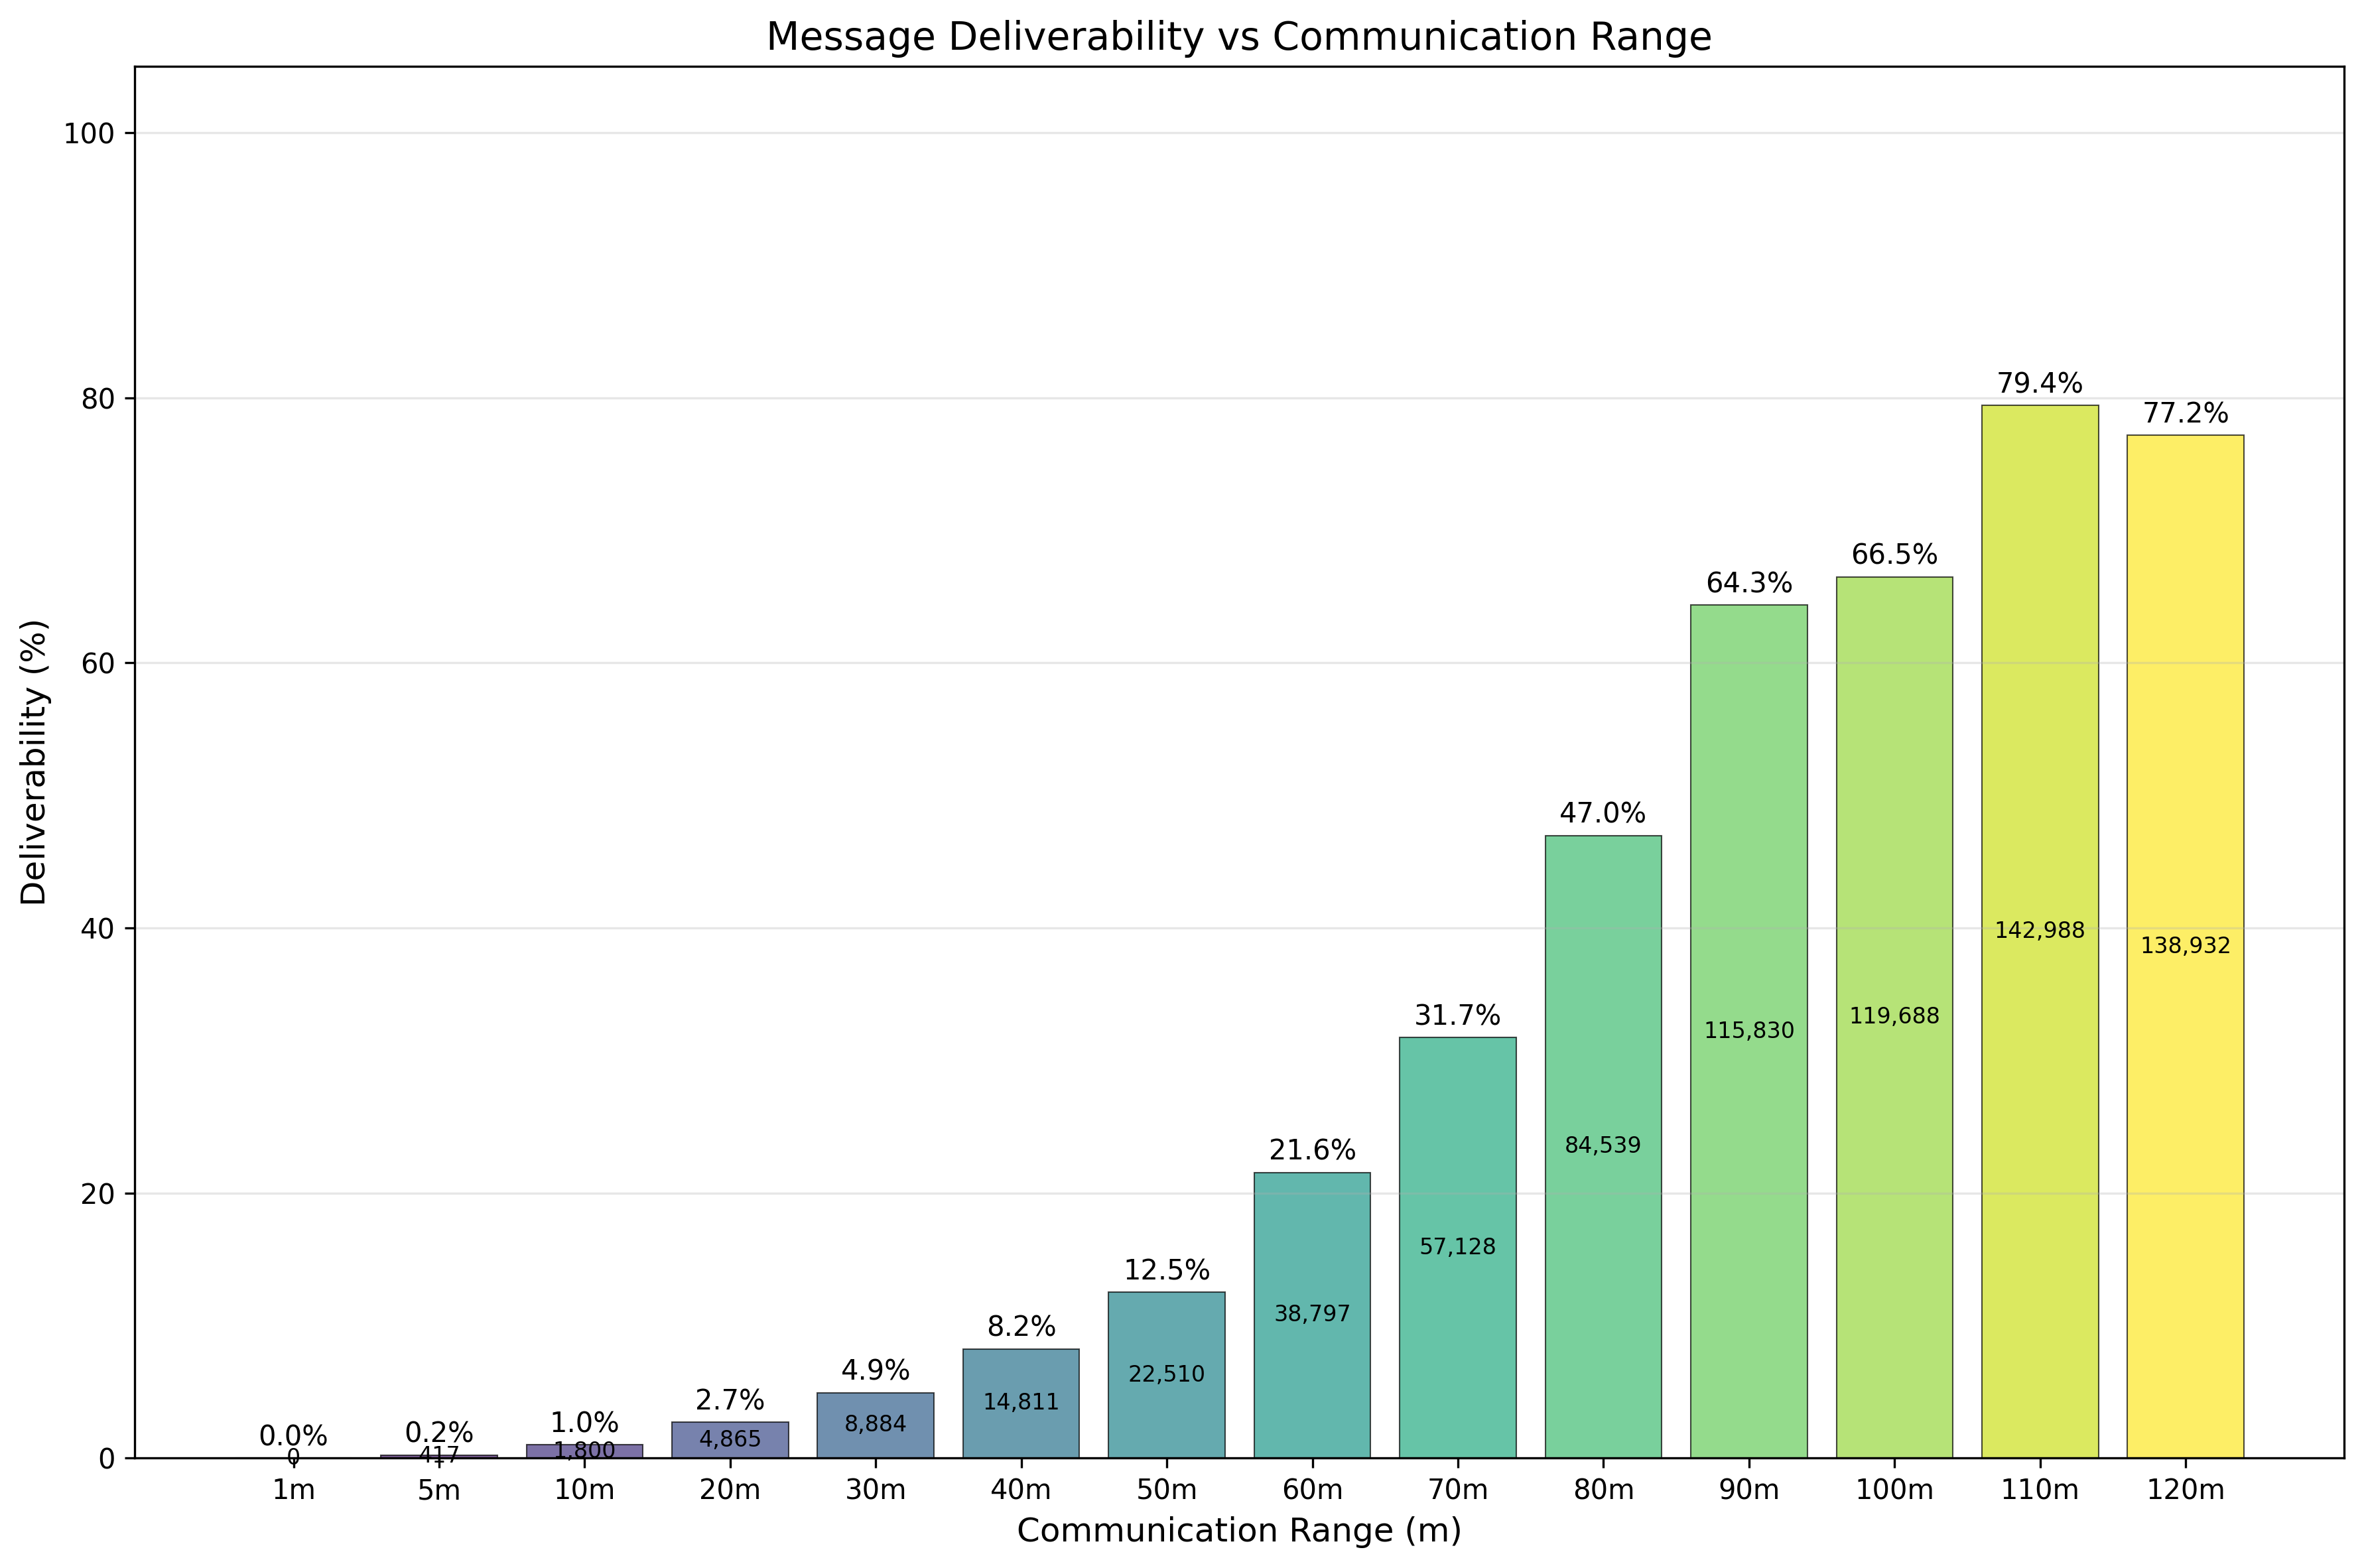 Message Deliverability vs Communication Range
Deliverability (%)
100
80
60
40
20
0
0.0%
0.2%
1.0%
2.7%
4.9%
8.2%
12.5%
21.6%
31.7%
47.0%
64.3%
66.5%
79.4%
77.2%
0
417
1,800
4,865
8,884
14,811
22,510
38,797
57,128
84,539
115,830
119,688
142,988
138,932
1m
5m
10m
20m
30m
40m
50m
60m
70m
80m
90m
100m
110m
120m
Communication Range (m)